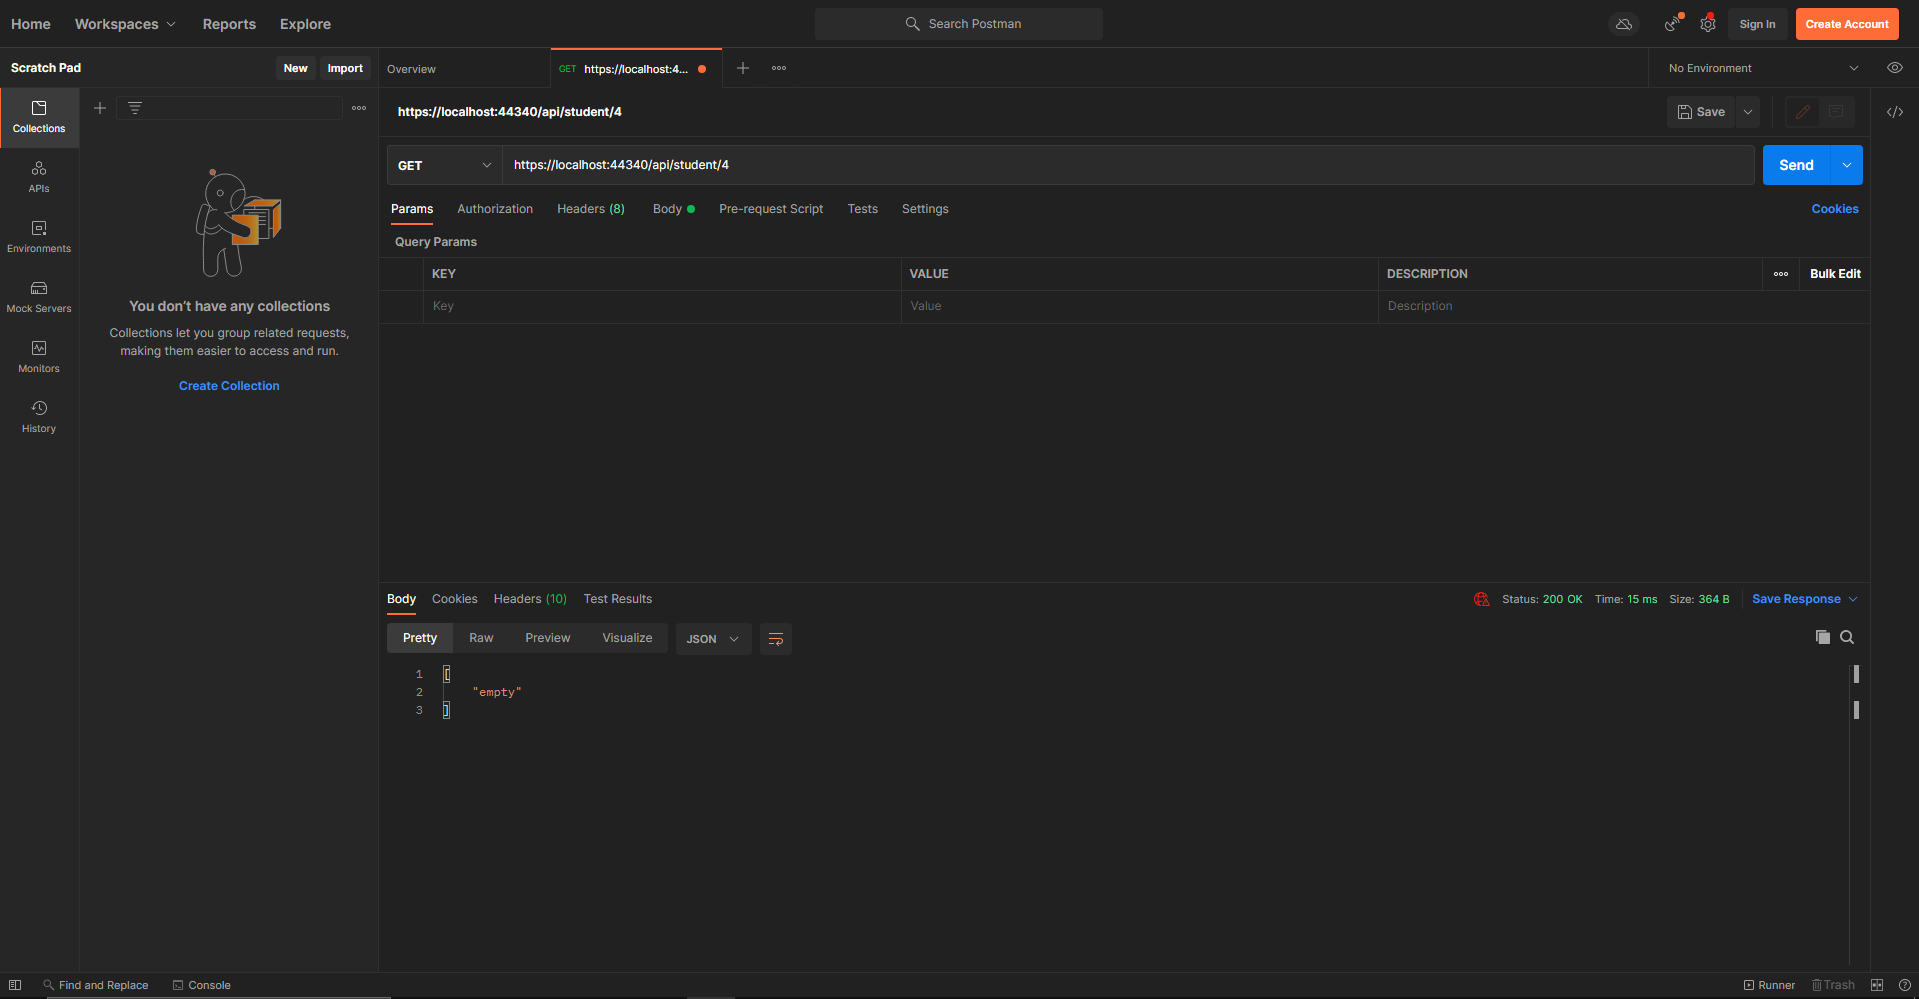 Home Workspaces Reports Explore Search Postman Sign In Create Account
Scratch Pad New Import Overview GET https://localhost:4... No Environment
https://localhost:44340/api/student/4 Save
GET https://localhost:44340/api/student/4 Send
Params Authorization Headers (8) Body Pre-request Script Tests Settings Cookies
Query Params
KEY VALUE DESCRIPTION Bulk Edit
Key Value Description
Collections
APIs
Environments
Mock Servers
Monitors
History
You don’t have any collections
Collections let you group related requests,
making them easier to access and run.
Create Collection
Body Cookies Headers (10) Test Results Status: 200 OK Time: 15 ms Size: 364 B Save Response
Pretty Raw Preview Visualize JSON
1 [
2 "empty"
3 ]
Find and Replace Console Runner Trash